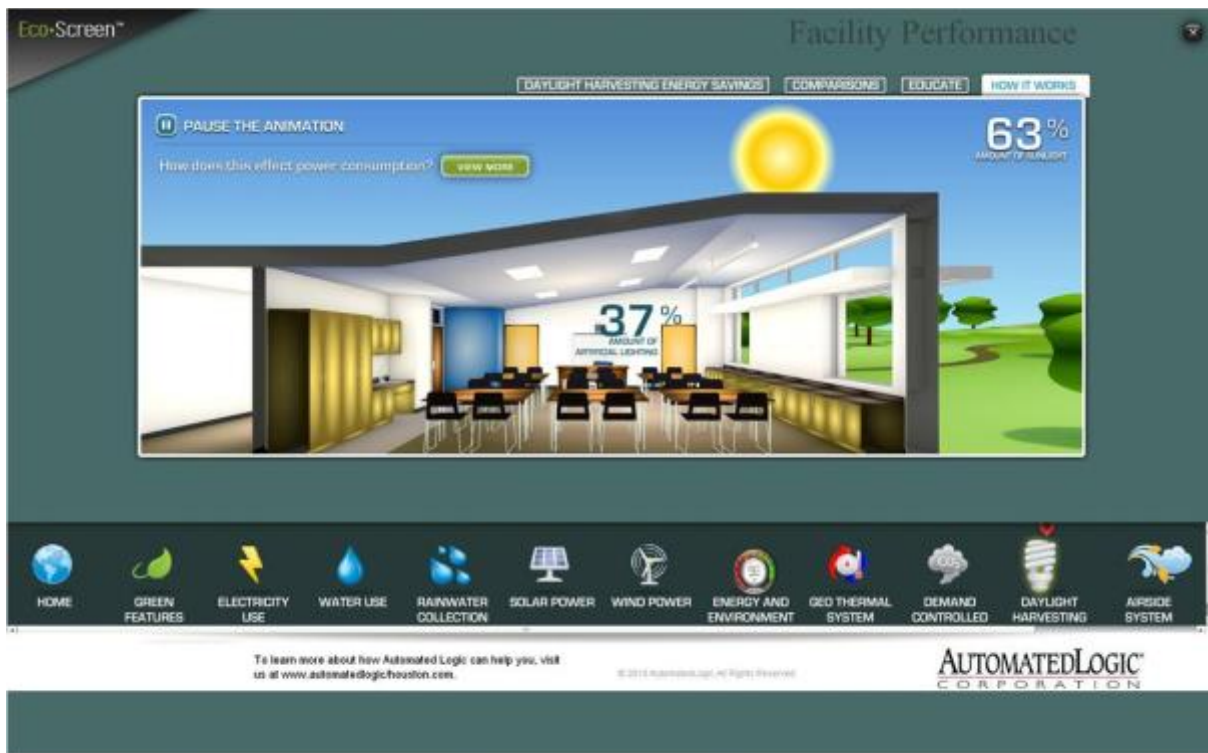 Eco•Screen™
Facility Performance
DAYLIGHT HARVESTING ENERGY SAVINGS
COMPARISONS
EDUCATE
HOW IT WORKS
PAUSE THE ANIMATION
How does this effect power consumption?
VIEW MORE
63%
AMOUNT OF SUNLIGHT
37%
AMOUNT OF
ARTIFICIAL LIGHTING
HOME
GREEN
FEATURES
ELECTRICITY
USE
WATER USE
RAINWATER
COLLECTION
SOLAR POWER
WIND POWER
ENERGY AND
ENVIRONMENT
GEO THERMAL
SYSTEM
DEMAND
CONTROLLED
DAYLIGHT
HARVESTING
AIRSIDE
SYSTEM
To learn more about how Automated Logic can help you, visit
us at www.automatedlogic/houston.com.
All Rights Reserved
AUTOMATEDLOGIC
CORPORATION